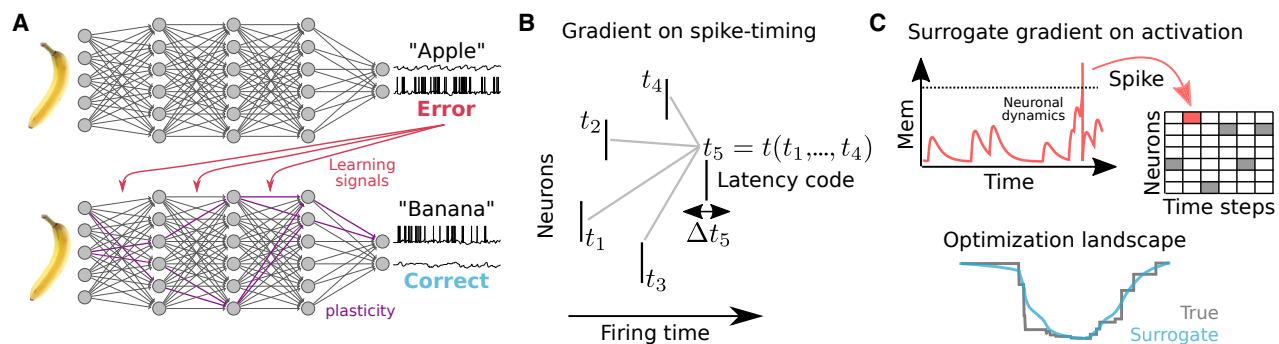 A
"Apple"
Error
Learning
signals
"Banana"
Correct
plasticity
B
Gradient on spike-timing
t4
t2
t5 = t(t1,..., t4)
Latency code
Δt5
t1
t3
Neurons
Firing time
C
Surrogate gradient on activation
Mem
Neuronal
dynamics
Spike
Time
Neurons
Time steps
Optimization landscape
True
Surrogate